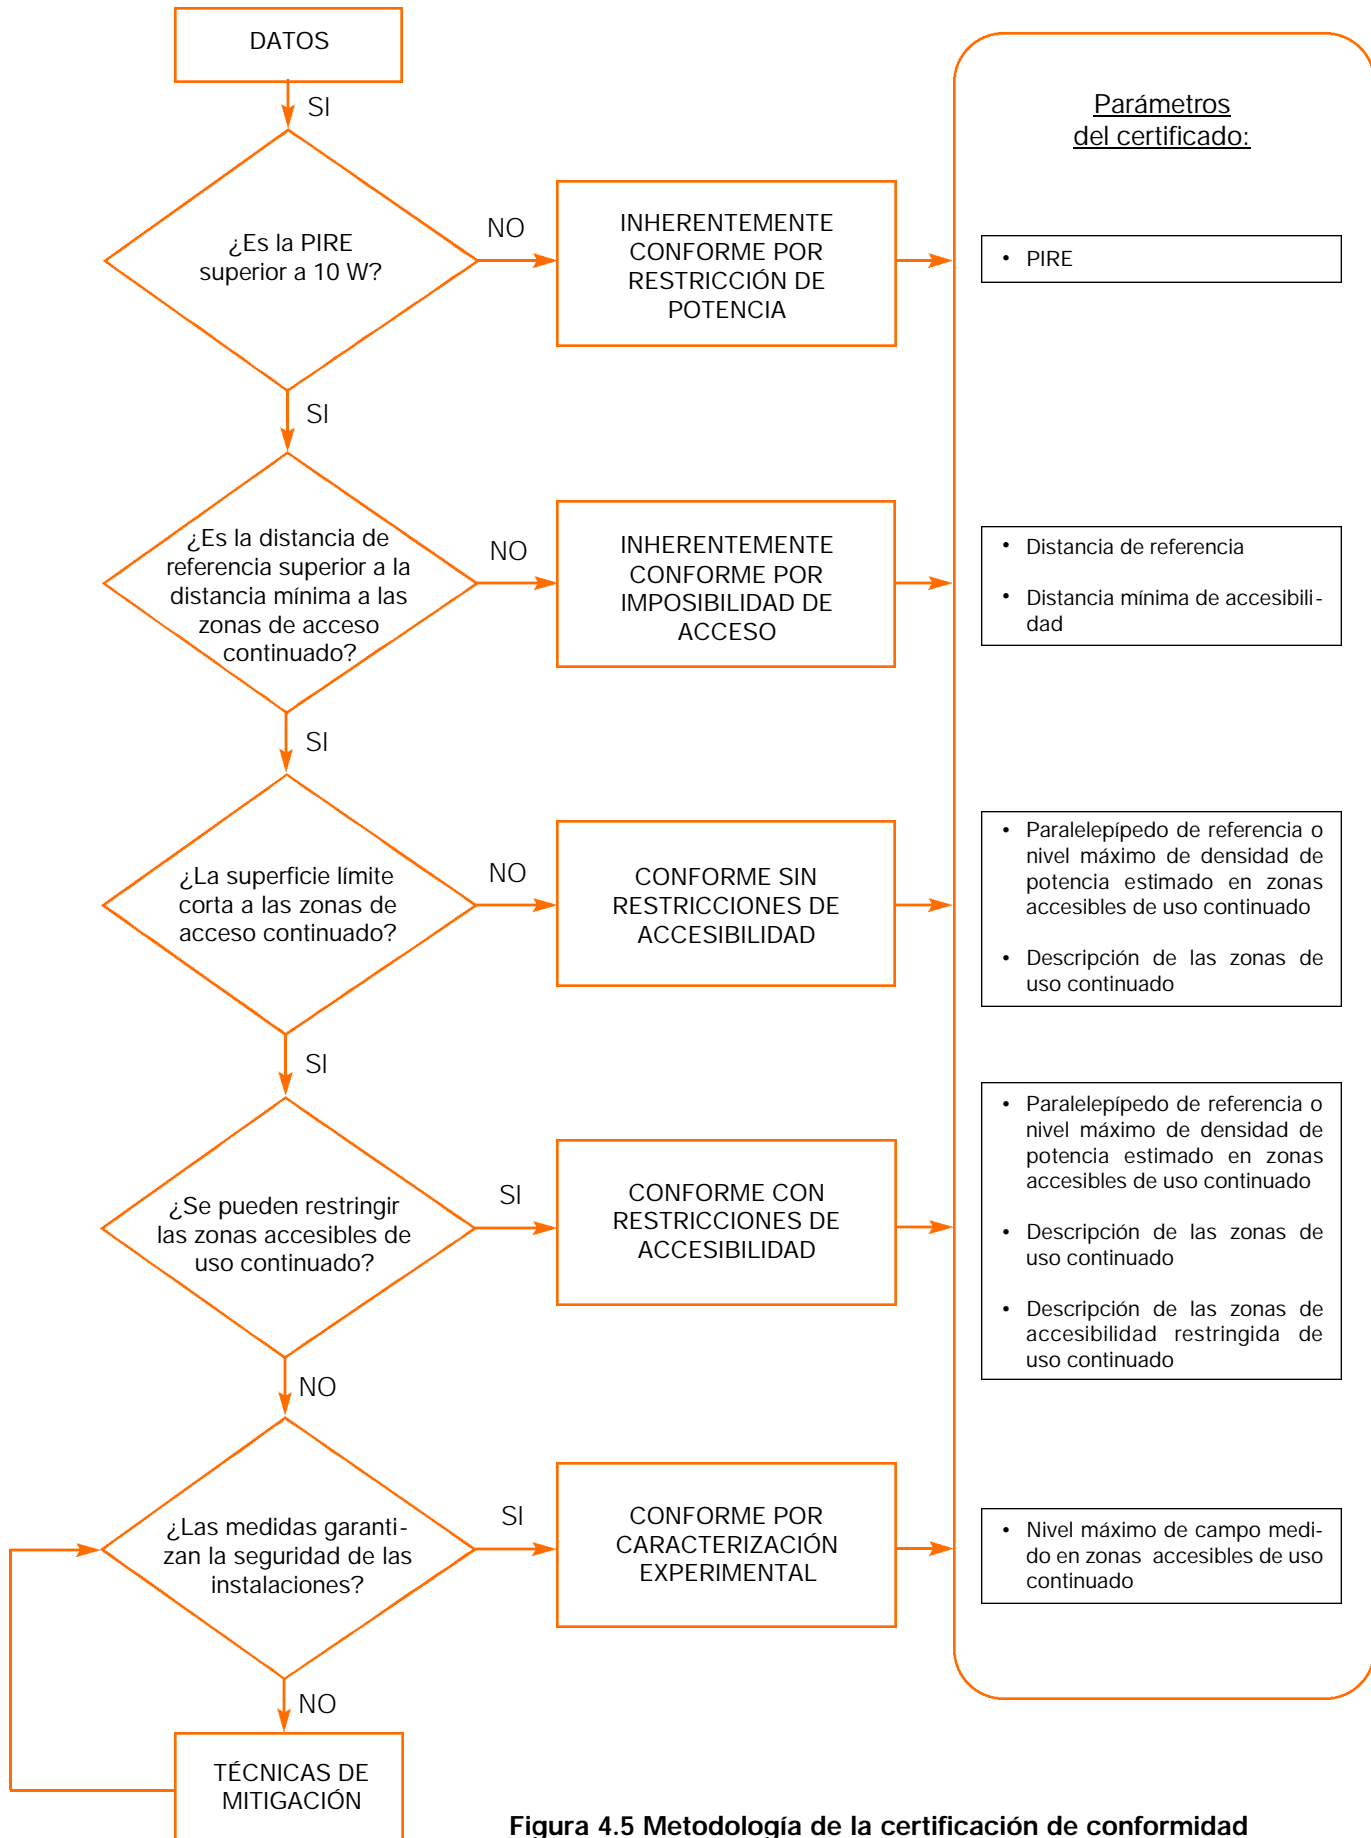 DATOS
SI
¿Es la PIRE
superior a 10 W?
NO
INHERENTEMENTE
CONFORME POR
RESTRICCIÓN DE
POTENCIA
SI
¿Es la distancia de
referencia superior a la
distancia mínima a las
zonas de acceso
continuado?
NO
INHERENTEMENTE
CONFORME POR
IMPOSIBILIDAD DE
ACCESO
SI
¿La superficie límite
corta a las zonas de
acceso continuado?
NO
CONFORME SIN
RESTRICCIONES DE
ACCESIBILIDAD
SI
¿Se pueden restringir
las zonas accesibles de
uso continuado?
SI
CONFORME CON
RESTRICCIONES DE
ACCESIBILIDAD
NO
¿Las medidas garanti-
zan la seguridad de las
instalaciones?
SI
CONFORME POR
CARACTERIZACIÓN
EXPERIMENTAL
NO
TÉCNICAS DE
MITIGACIÓN
Parámetros
del certificado:
• PIRE
• Distancia de referencia
• Distancia mínima de accesibili-
dad
• Paralelepípedo de referencia o
nivel máximo de densidad de
potencia estimado en zonas
accesibles de uso continuado
• Descripción de las zonas de
uso continuado
• Paralelepípedo de referencia o
nivel máximo de densidad de
potencia estimado en zonas
accesibles de uso continuado
• Descripción de las zonas de
uso continuado
• Descripción de las zonas de
accesibilidad restringida de
uso continuado
• Nivel máximo de campo medi-
do en zonas accesibles de uso
continuado
Figura 4.5 Metodología de la certificación de conformidad